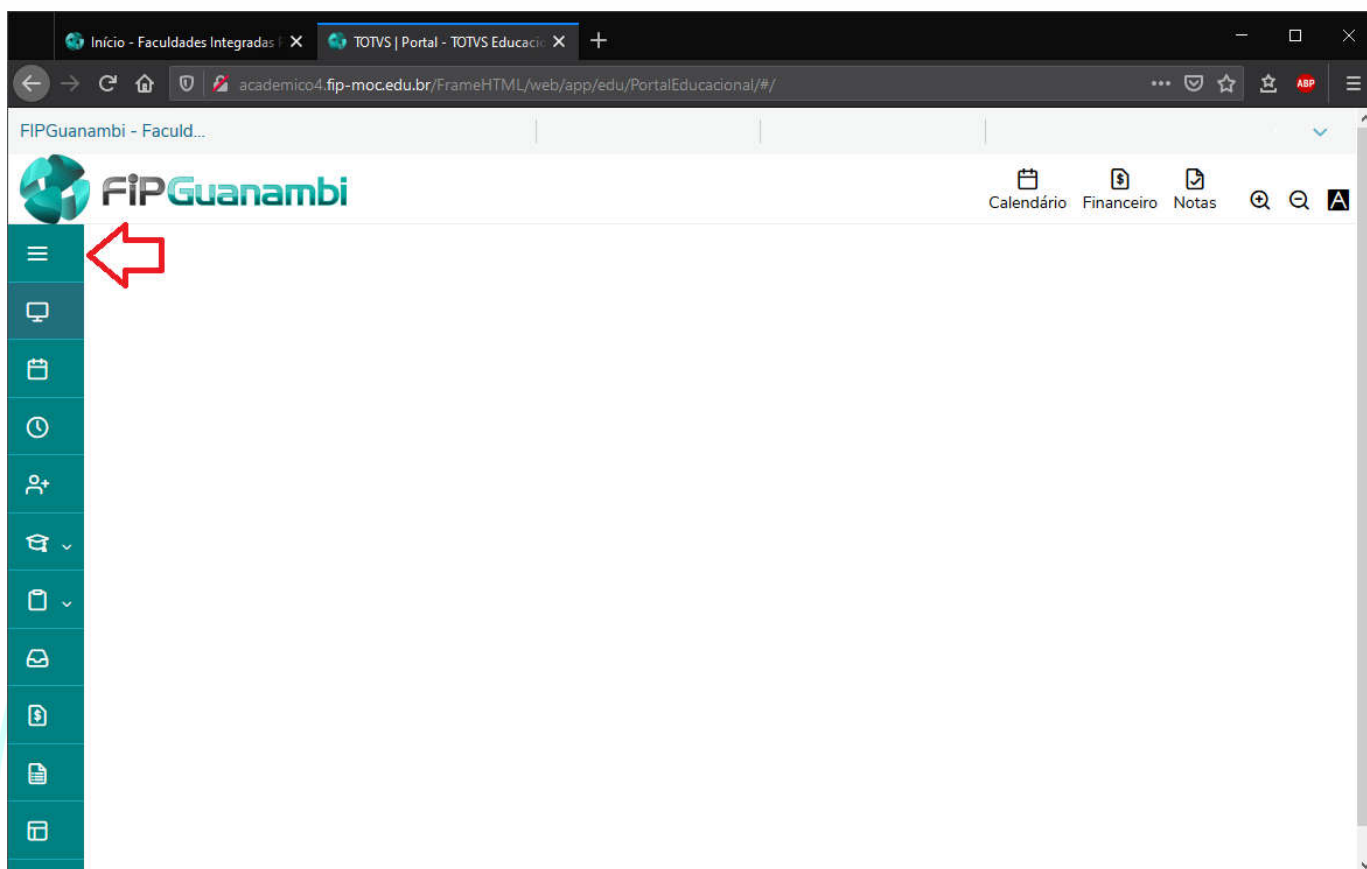 Início - Faculdades Integradas
TOTVS | Portal - TOTVS Educacio
academico4.fip-moc.edu.br/FrameHTML/web/app/edu/PortalEducacional/#/
ABP
FIPGuanambi - Faculd...
FiPGuanambi
Calendário Financeiro Notas
A